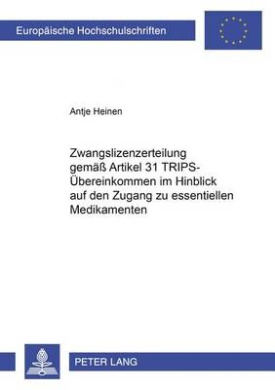 Europäische Hochschulschriften
Antje Heinen
Zwangslizenzerteilung
gemäß Artikel 31 TRIPS-
Übereinkommen im Hinblick
auf den Zugang zu essentiellen
Medikamenten
PETER LANG